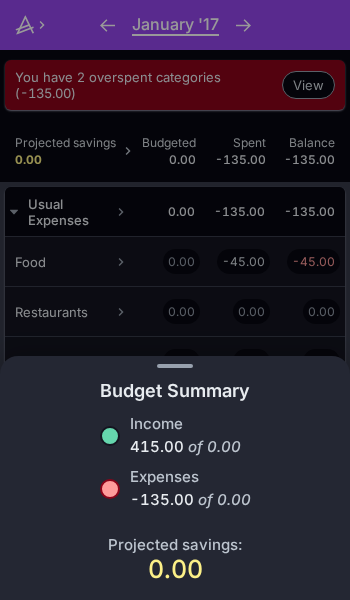 January '17
You have 2 overspent categories
(-135.00)
View
Projected savings
0.00
Budgeted
0.00
Spent
-135.00
Balance
-135.00
Usual
Expenses
0.00
-135.00
-135.00
Food
0.00
-45.00
-45.00
Restaurants
0.00
0.00
0.00
Budget Summary
Income
415.00 of 0.00
Expenses
-135.00 of 0.00
Projected savings:
0.00